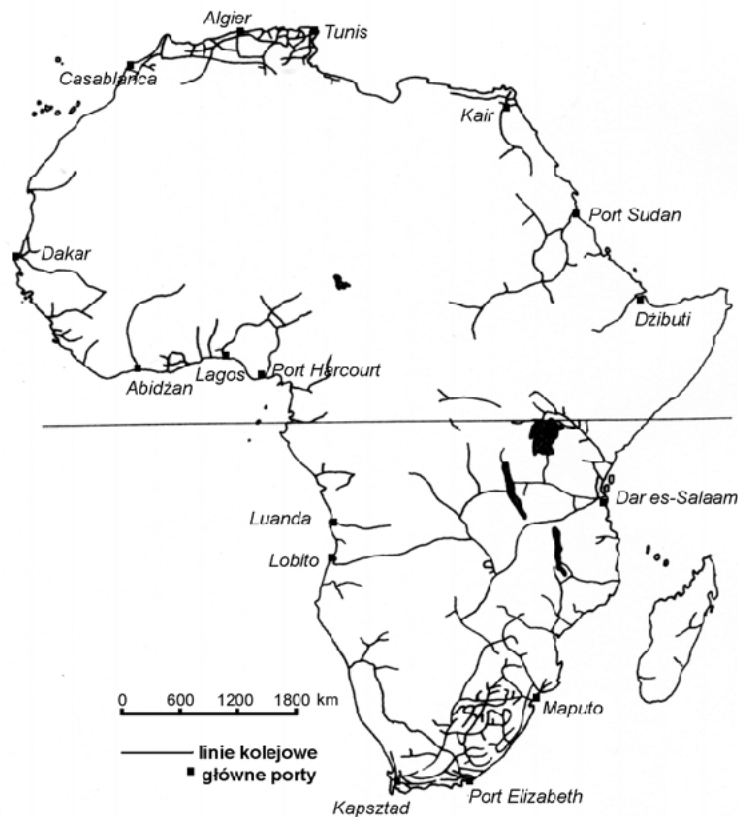 Algier
Tunis
Casablanca
Kair
Port Sudan
Dakar
Dżibuti
Lagos
Port Harcourt
Abidżan
Dar es-Salaam
Luanda
Lobito
0 600 1200 1800 km
Maputo
linie kolejowe
główne porty
Port Elizabeth
Kapsztad